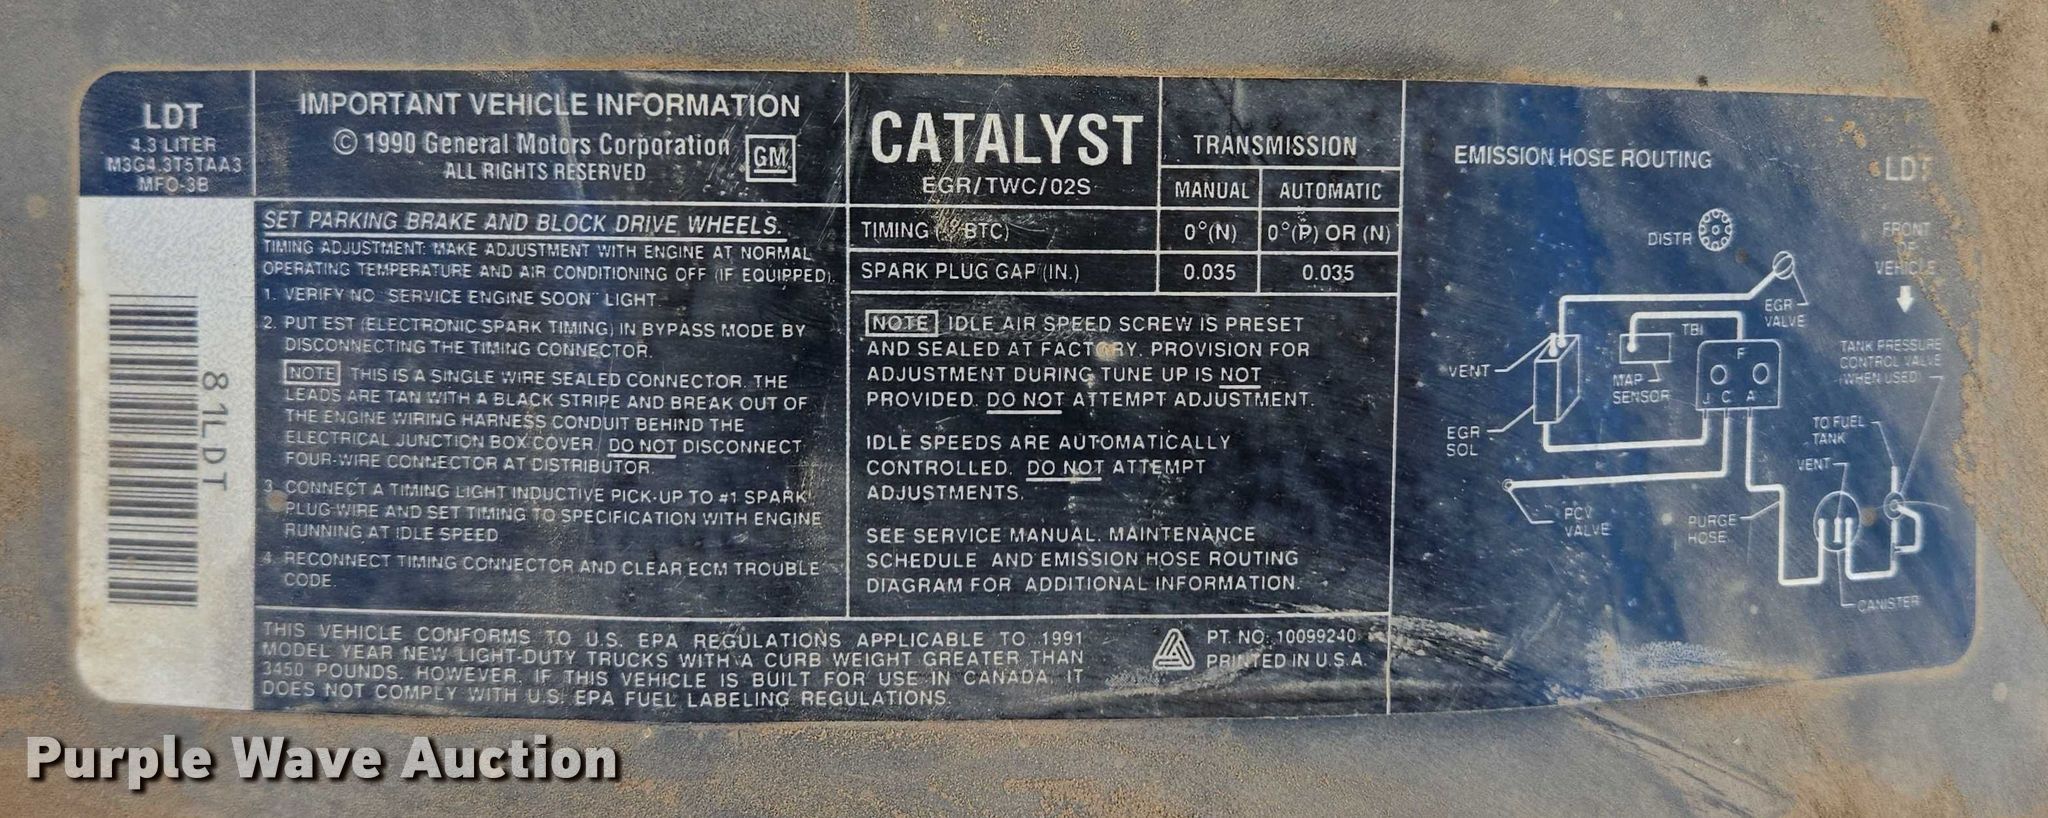 LDT
4.3 LITER
M3G4.3T5TAA3
MFO-3B
81LDT
IMPORTANT VEHICLE INFORMATION
© 1990 General Motors Corporation
ALL RIGHTS RESERVED
GM
SET PARKING BRAKE AND BLOCK DRIVE WHEELS.
TIMING ADJUSTMENT: MAKE ADJUSTMENT WITH ENGINE AT NORMAL
OPERATING TEMPERATURE AND AIR CONDITIONING OFF (IF EQUIPPED).
1. VERIFY NO "SERVICE ENGINE SOON" LIGHT
2. PUT EST (ELECTRONIC SPARK TIMING) IN BYPASS MODE BY
DISCONNECTING THE TIMING CONNECTOR.
NOTE THIS IS A SINGLE WIRE SEALED CONNECTOR. THE
LEADS ARE TAN WITH A BLACK STRIPE AND BREAK OUT OF
THE ENGINE WIRING HARNESS CONDUIT BEHIND THE
ELECTRICAL JUNCTION BOX COVER. DO NOT DISCONNECT
FOUR-WIRE CONNECTOR AT DISTRIBUTOR.
3. CONNECT A TIMING LIGHT INDUCTIVE PICK-UP TO #1 SPARK
PLUG WIRE AND SET TIMING TO SPECIFICATION WITH ENGINE
RUNNING AT IDLE SPEED
4. RECONNECT TIMING CONNECTOR AND CLEAR ECM TROUBLE
CODE.
CATALYST
EGR/TWC/02S
TRANSMISSION
MANUAL AUTOMATIC
TIMING ( BTC) 0°(N) 0°(P) OR (N)
SPARK PLUG GAP (IN.) 0.035 0.035
NOTE IDLE AIR SPEED SCREW IS PRESET
AND SEALED AT FACTORY. PROVISION FOR
ADJUSTMENT DURING TUNE UP IS NOT
PROVIDED. DO NOT ATTEMPT ADJUSTMENT.
IDLE SPEEDS ARE AUTOMATICALLY
CONTROLLED. DO NOT ATTEMPT
ADJUSTMENTS.
SEE SERVICE MANUAL. MAINTENANCE
SCHEDULE AND EMISSION HOSE ROUTING
DIAGRAM FOR ADDITIONAL INFORMATION.
THIS VEHICLE CONFORMS TO U.S. EPA REGULATIONS APPLICABLE TO 1991
MODEL YEAR NEW LIGHT-DUTY TRUCKS WITH A CURB WEIGHT GREATER THAN
3450 POUNDS. HOWEVER, IF THIS VEHICLE IS BUILT FOR USE IN CANADA, IT
DOES NOT COMPLY WITH U.S. EPA FUEL LABELING REGULATIONS.
PT. NO. 10099240
PRINTED IN U.S.A.
EMISSION HOSE ROUTING
LDT
FRONT
OF
VEHICLE
DISTR
EGR
VALVE
TBI
VENT
MAP
SENSOR
F
J C A
EGR
SOL
TANK PRESSURE
CONTROL VALVE
(WHEN USED)
TO FUEL
TANK
VENT
PCV
VALVE
PURGE
HOSE
CANISTER
Purple Wave Auction